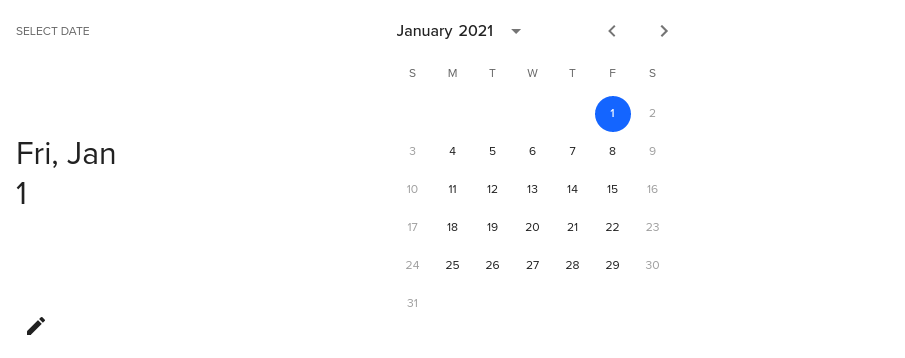 SELECT DATE
Fri, Jan
1
January 2021
S M T W T F S
1 2
3 4 5 6 7 8 9
10 11 12 13 14 15 16
17 18 19 20 21 22 23
24 25 26 27 28 29 30
31